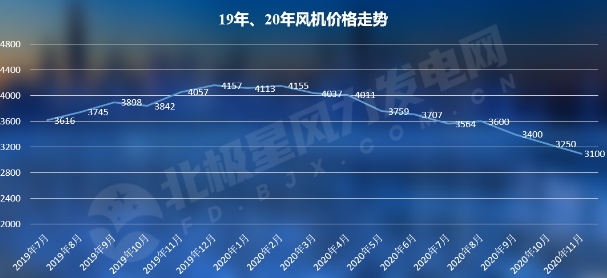 19年、20年风机价格走势
4800
4400
4000
3600
3200
2800
2400
2000
3616
3745
3898
3842
4057
4157
4113
4155
4037
4011
3759
3707
3564
3600
3400
3250
3100
2019年7月
2019年8月
2019年9月
2019年10月
2019年11月
2019年12月
2020年1月
2020年2月
2020年3月
2020年4月
2020年5月
2020年6月
2020年7月
2020年8月
2020年9月
2020年10月
2020年11月
北极星风力发电网
FD.BJX.COM.CN